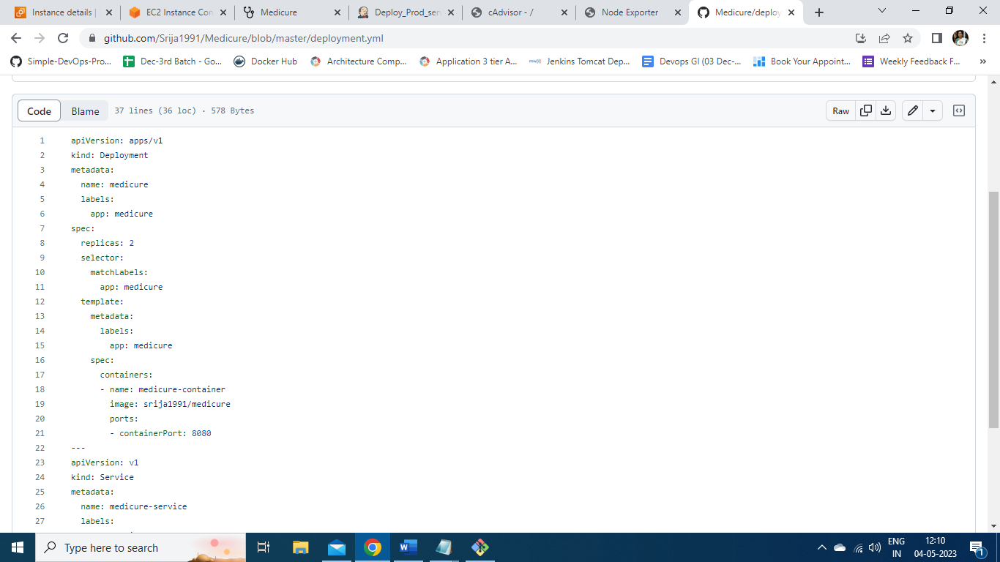 Instance details |
EC2 Instance Con
Medicure
Deploy_Prod_ser
cAdvisor - /
Node Exporter
Medicure/deploy
github.com/Srija1991/Medicure/blob/master/deployment.yml
Simple-DevOps-Pro...
Dec-3rd Batch - Go...
Docker Hub
Architecture Comp...
Application 3 tier A...
Jenkins Tomcat Dep...
Devops GI (03 Dec-...
Book Your Appoint...
Weekly Feedback F...
»
Code
Blame
37 lines (36 loc) · 578 Bytes
Raw
1 apiVersion: apps/v1
2 kind: Deployment
3 metadata:
4 name: medicure
5 labels:
6 app: medicure
7 spec:
8 replicas: 2
9 selector:
10 matchLabels:
11 app: medicure
12 template:
13 metadata:
14 labels:
15 app: medicure
16 spec:
17 containers:
18 - name: medicure-container
19 image: srija1991/medicure
20 ports:
21 - containerPort: 8080
22 ---
23 apiVersion: v1
24 kind: Service
25 metadata:
26 name: medicure-service
27 labels:
Type here to search
ENG
IN
12:10
04-05-2023
1